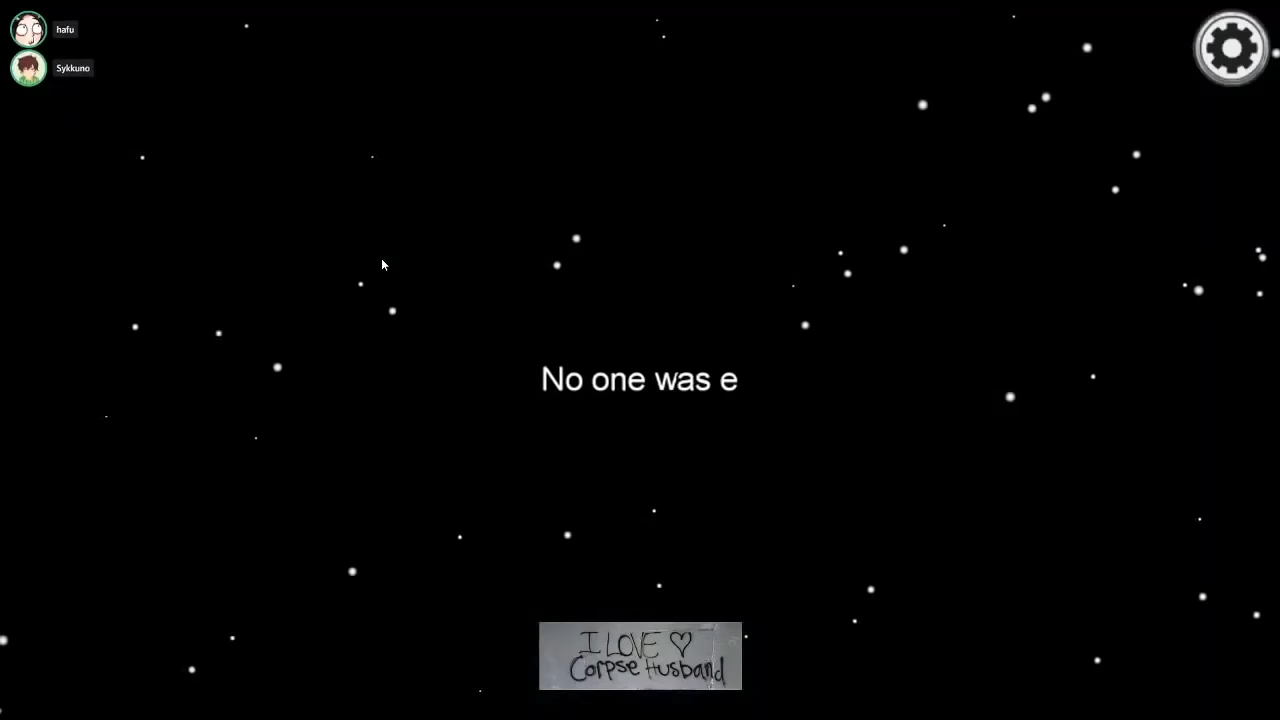 hafu
Sykkuno
No one was e
I LOVE ♡
Corpse Husband